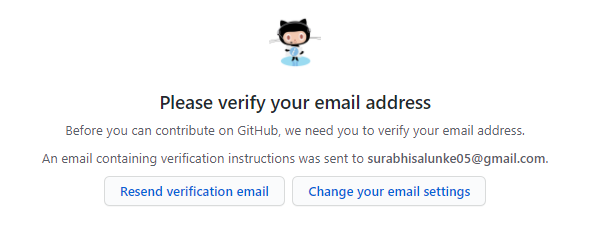 Please verify your email address
Before you can contribute on GitHub, we need you to verify your email address.
An email containing verification instructions was sent to surabhisalunke05@gmail.com.
Resend verification email Change your email settings